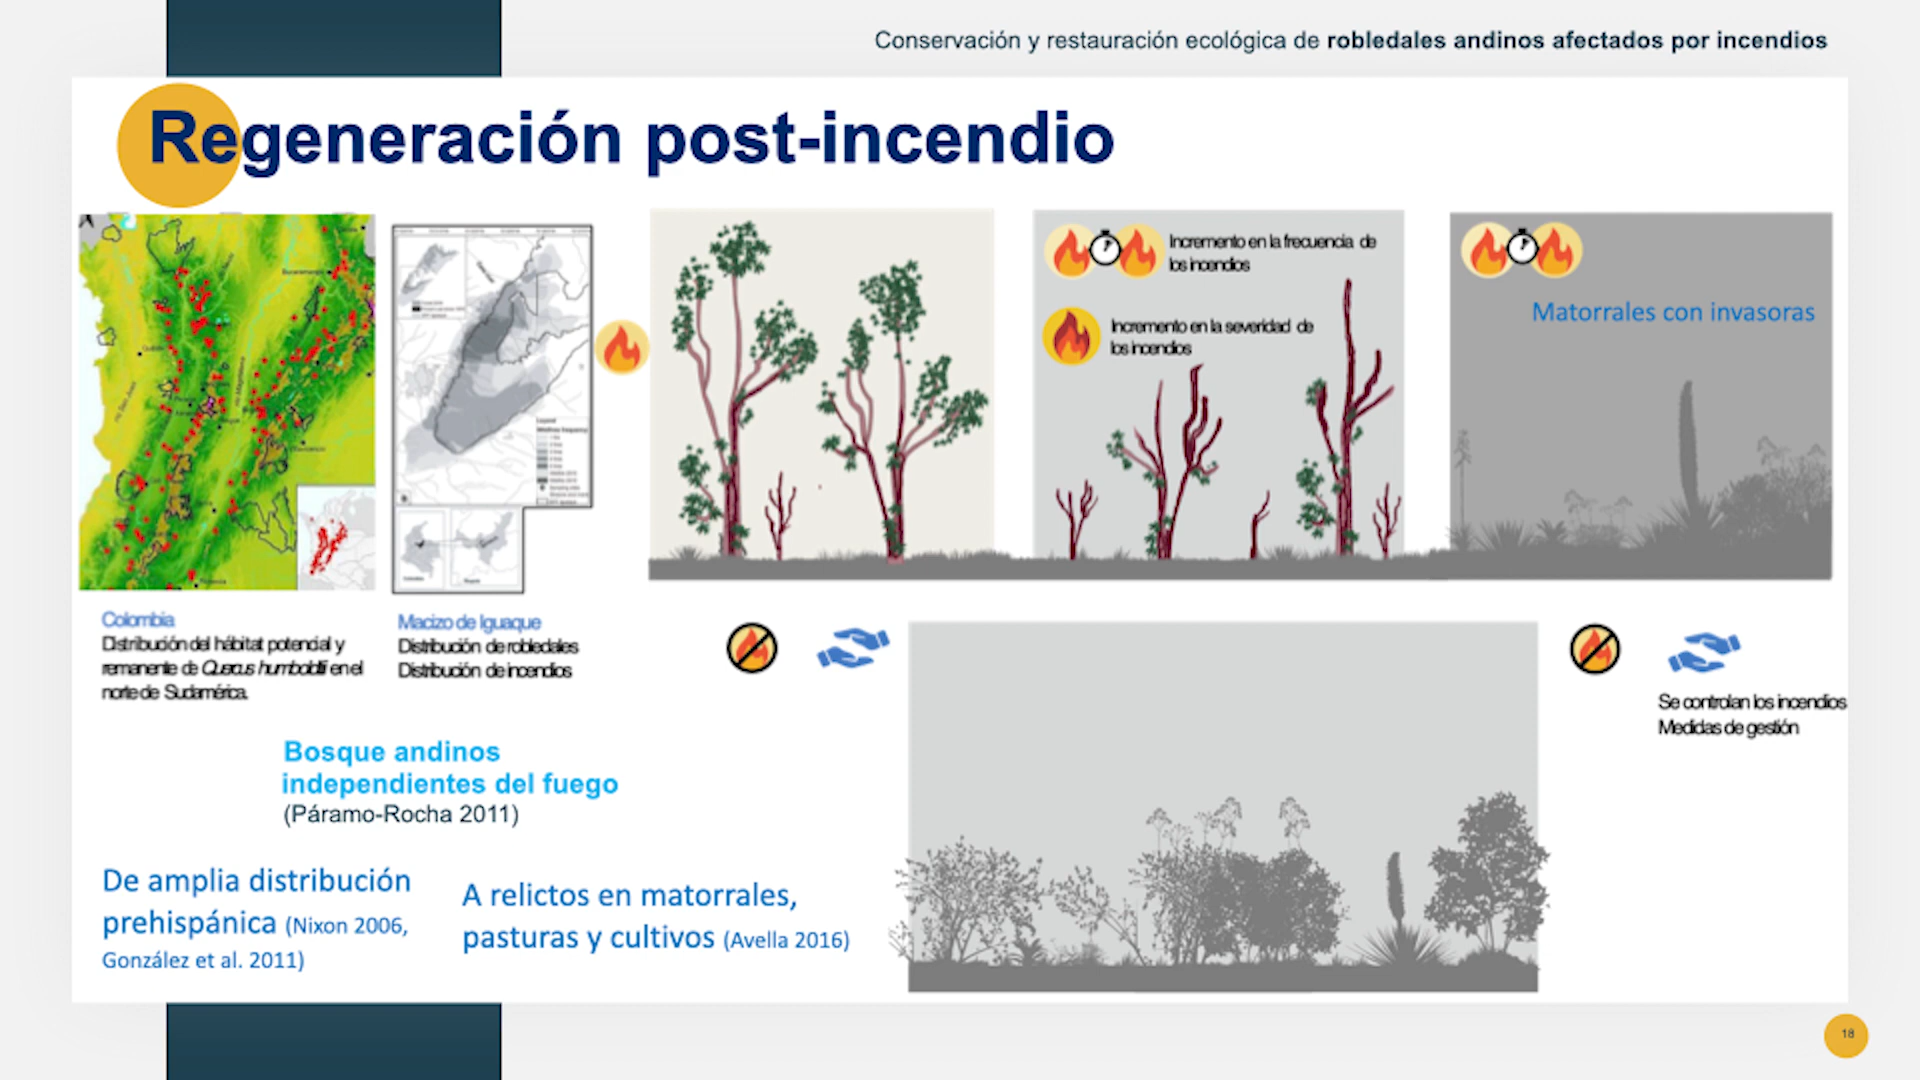 Conservación y restauración ecológica de robledales andinos afectados por incendios
Regeneración post-incendio
Incremento en la frecuencia de
los incendios
Incremento en la severidad de
los incendios
Matorrales con invasoras
Colombia
Distribución del hábitat potencial y
remanente de Quercus humboldtii en el
norte de Sudamérica.
Macizo de Iguaque
Distribución de robledales
Distribución de incendios
Se controlan los incendios
Medidas de gestión
Bosque andinos
independientes del fuego
(Páramo-Rocha 2011)
De amplia distribución
prehispánica (Nixon 2006,
González et al. 2011)
A relictos en matorrales,
pasturas y cultivos (Avella 2016)
18